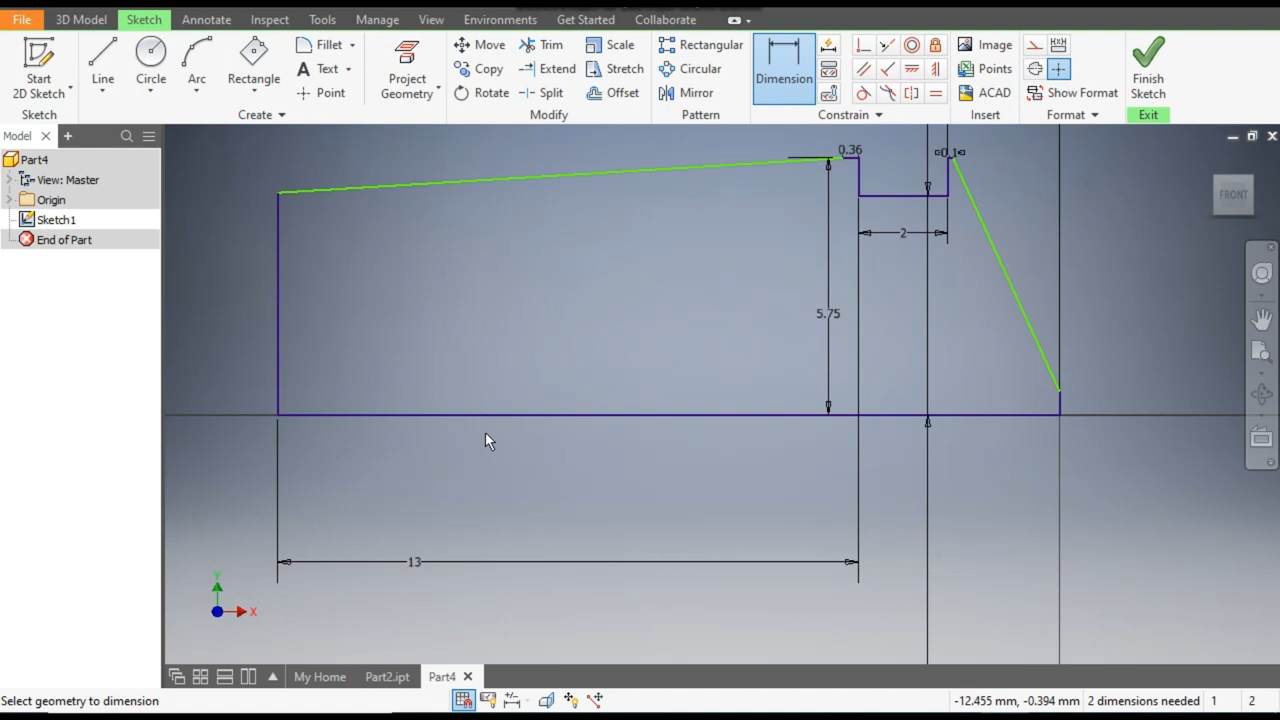 File 3D Model Sketch Annotate Inspect Tools Manage View Environments Get Started Collaborate
Start 2D Sketch
Line
Circle
Arc
Rectangle
Fillet
Text
Point
Project Geometry
Move
Copy
Rotate
Trim
Extend
Split
Scale
Stretch
Offset
Rectangular
Circular
Mirror
Dimension
Image
Points
ACAD
Show Format
Finish Sketch
Sketch Create Modify Pattern Constrain Insert Format Exit
Model
Part4
View: Master
Origin
Sketch1
End of Part
0.36
0.1
2
5.75
13
FRONT
Y
X
My Home Part2.ipt Part4
Select geometry to dimension
-12.455 mm, -0.394 mm 2 dimensions needed 1 2